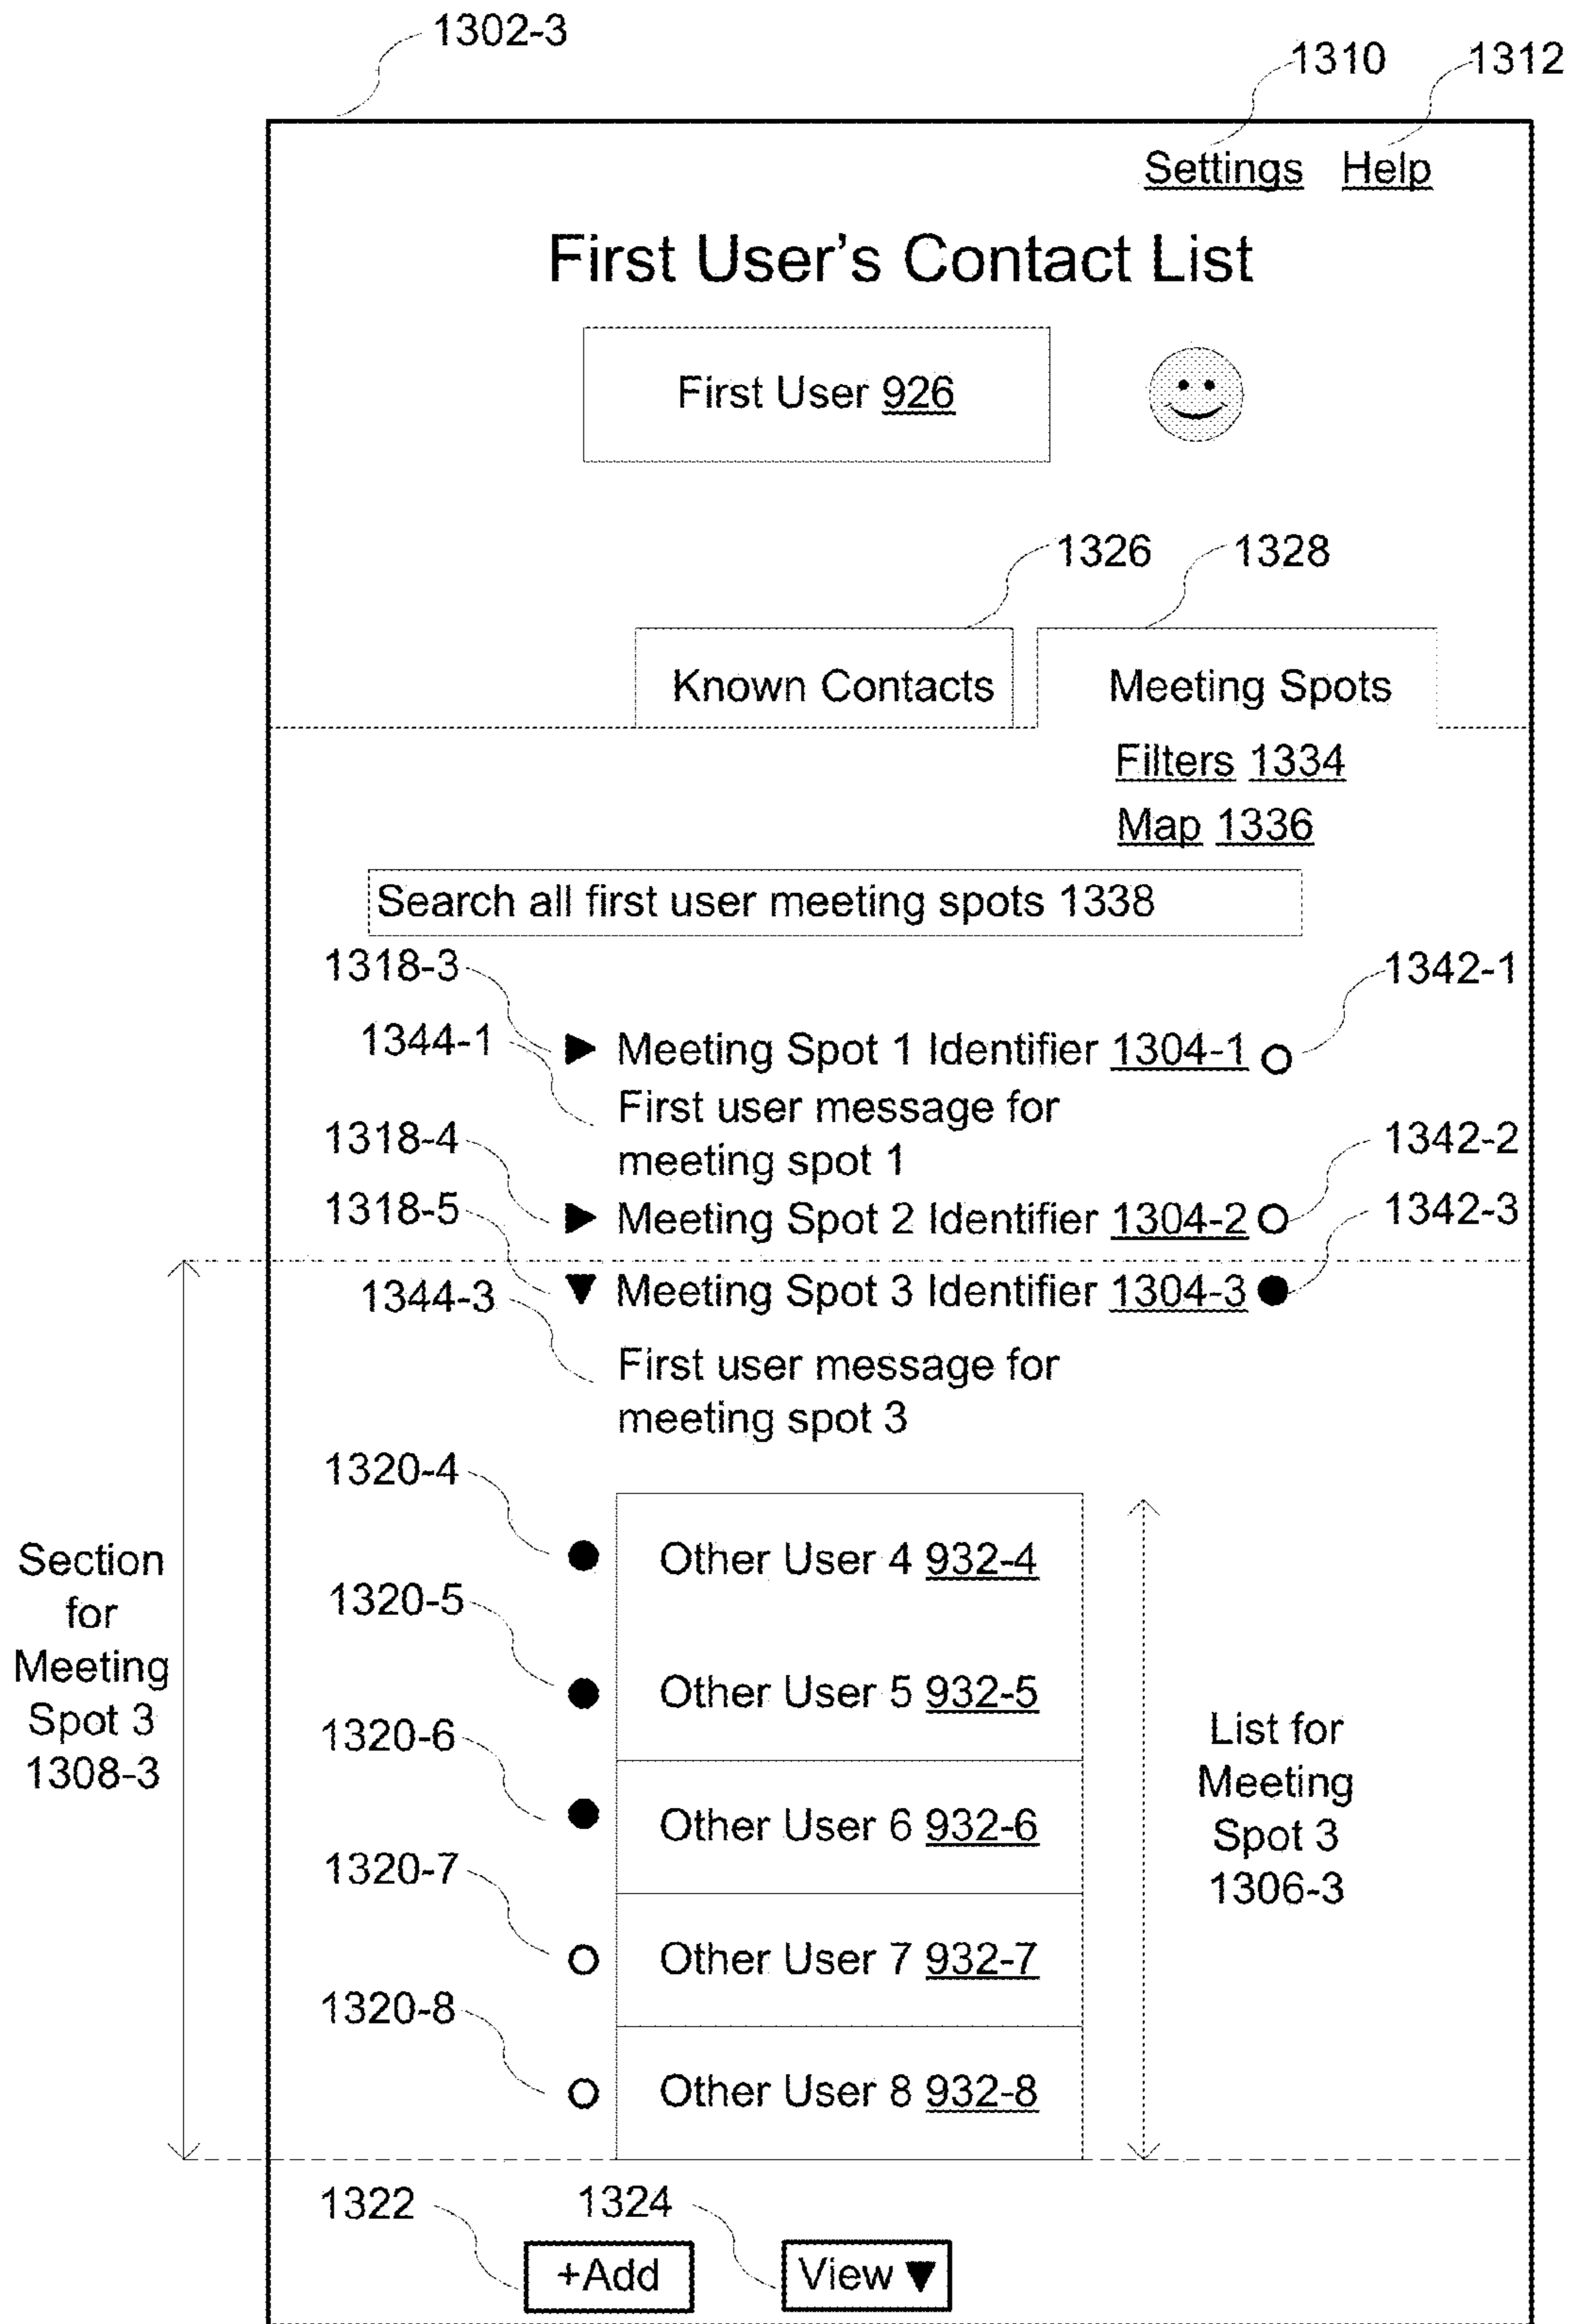 1302-3
1310
1312
Settings Help
First User's Contact List
First User 926
1326
1328
Known Contacts
Meeting Spots
Filters 1334
Map 1336
Search all first user meeting spots 1338
1318-3
1342-1
1344-1
Meeting Spot 1 Identifier 1304-1
First user message for
meeting spot 1
1318-4
1342-2
1318-5
Meeting Spot 2 Identifier 1304-2
1342-3
1344-3
Meeting Spot 3 Identifier 1304-3
First user message for
meeting spot 3
1320-4
Other User 4 932-4
Section
for
Meeting
Spot 3
1308-3
1320-5
Other User 5 932-5
1320-6
Other User 6 932-6
List for
Meeting
Spot 3
1306-3
1320-7
Other User 7 932-7
1320-8
Other User 8 932-8
1322
1324
+Add
View ▼